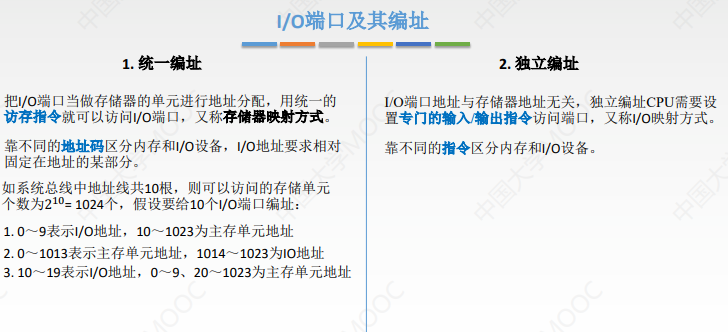 I/O端口及其编址
1. 统一编址
把I/O端口当做存储器的单元进行地址分配，用统一的
访存指令就可以访问I/O端口，又称存储器映射方式。
靠不同的地址码区分内存和I/O设备，I/O地址要求相对
固定在地址的某部分。
如系统总线中地址线共10根，则可以访问的存储单元
个数为2¹⁰= 1024个，假设要给10个I/O端口编址：
1. 0～9表示I/O地址，10～1023为主存单元地址
2. 0～1013表示主存单元地址，1014～1023为IO地址
3. 10～19表示I/O地址，0～9、20～1023为主存单元地址
2. 独立编址
I/O端口地址与存储器地址无关，独立编址CPU需要设
置专门的输入/输出指令访问端口，又称I/O映射方式。
靠不同的指令区分内存和I/O设备。
中国大学MOOC